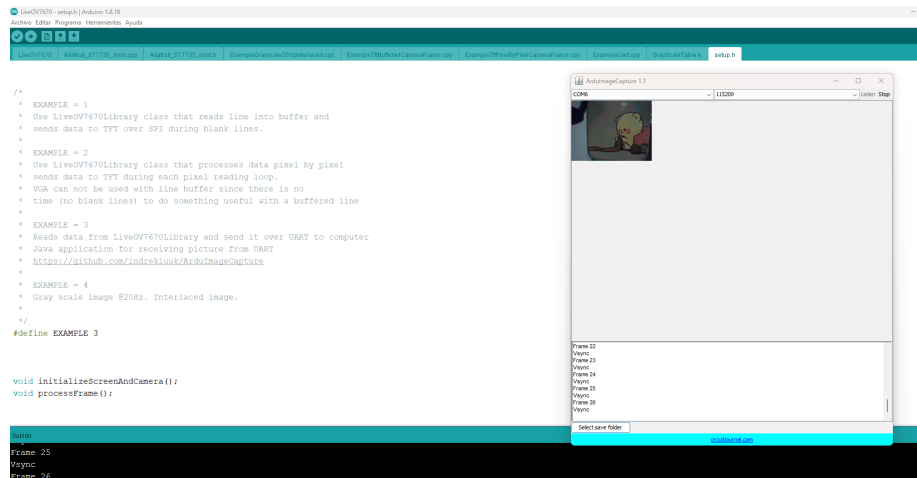 LiveOV7670 - setup.h | Arduino 1.8.18
Archivo Editar Programa Herramientas Ayuda
LiveOV7670 Adafruit_ST7735_mod.cpp Adafruit_ST7735_mod.h ExampleGrayscale20HzInterlaced.cpp ExampleTftBufferedCameraFrame.cpp ExampleTftPixelByPixelCameraFrame.cpp ExampleUart.cpp GrayScaleTable.h setup.h
/*
* EXAMPLE = 1
* Use LiveOV7670Library class that reads line into buffer and
* sends data to TFT over SPI during blank lines.
*
* EXAMPLE = 2
* Use LiveOV7670Library class that processes data pixel by pixel
* sends data to TFT during each pixel reading loop.
* VGA can not be used with line buffer since there is no
* time (no blank lines) to do something useful with a buffered line
*
* EXAMPLE = 3
* Reads data from LiveOV7670Library and send it over UART to computer
* Java application for receiving picture from UART
* https://github.com/indrekluuk/ArduImageCapture
*
* EXAMPLE = 4
* Gray scale image @20Hz. Interlaced image.
*
*/
#define EXAMPLE 3
void initializeScreenAndCamera();
void processFrame();
ArduImageCapture 1.1
COM6 115200 Listen Stop
Frame 22
Vsync
Frame 23
Vsync
Frame 24
Vsync
Frame 25
Vsync
Frame 26
Vsync
Select save folder
circuitjournal.com
Subido
Frame 25
Vsync
Frame 26